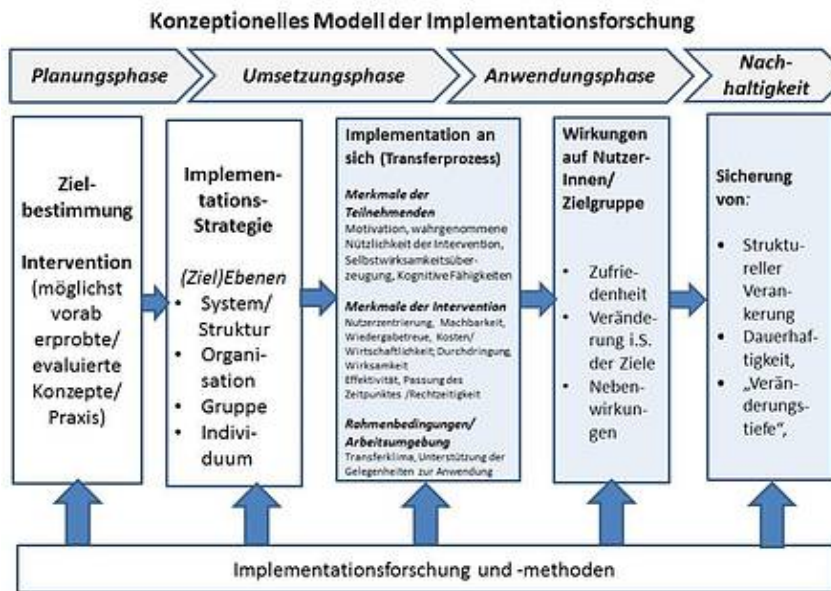 Konzeptionelles Modell der Implementationsforschung
Planungsphase
Umsetzungsphase
Anwendungsphase
Nach-
haltigkeit
Ziel-
bestimmung
Intervention
(möglichst
vorab
erprobte/
evaluierte
Konzepte/
Praxis)
Implemen-
tations-
Strategie
(Ziel)Ebenen
• System/
Struktur
• Organi-
sation
• Gruppe
• Indivi-
duum
Implementation an
sich (Transferprozess)
Merkmale der
Teilnehmenden
Motivation, wahrgenommene
Nützlichkeit der Intervention,
Selbstwirksamkeitsüber-
zeugung, Kognitive Fähigkeiten
Merkmale der Intervention
Nutzerzentrierung, Machbarkeit,
Wiedergabetreue, Kosten/
Wirtschaftlichkeit; Durchdringung
Wirksamkeit
Effektivität, Passung des
Zeitpunktes /Rechtzeitigkeit
Rahmenbedingungen/
Arbeitsumgebung
Transferklima, Unterstützung der
Gelegenheiten zur Anwendung
Wirkungen
auf Nutzer-
Innen/
Zielgruppe
• Zufrie-
denheit
• Verände-
rung i.S.
der Ziele
• Neben-
wirkun-
gen
Sicherung
von:
• Struktu-
reller
Veran-
kerung
• Dauerhaf-
tigkeit,
• „Verän-
derungs-
tiefe“,
Implementationsforschung und -methoden